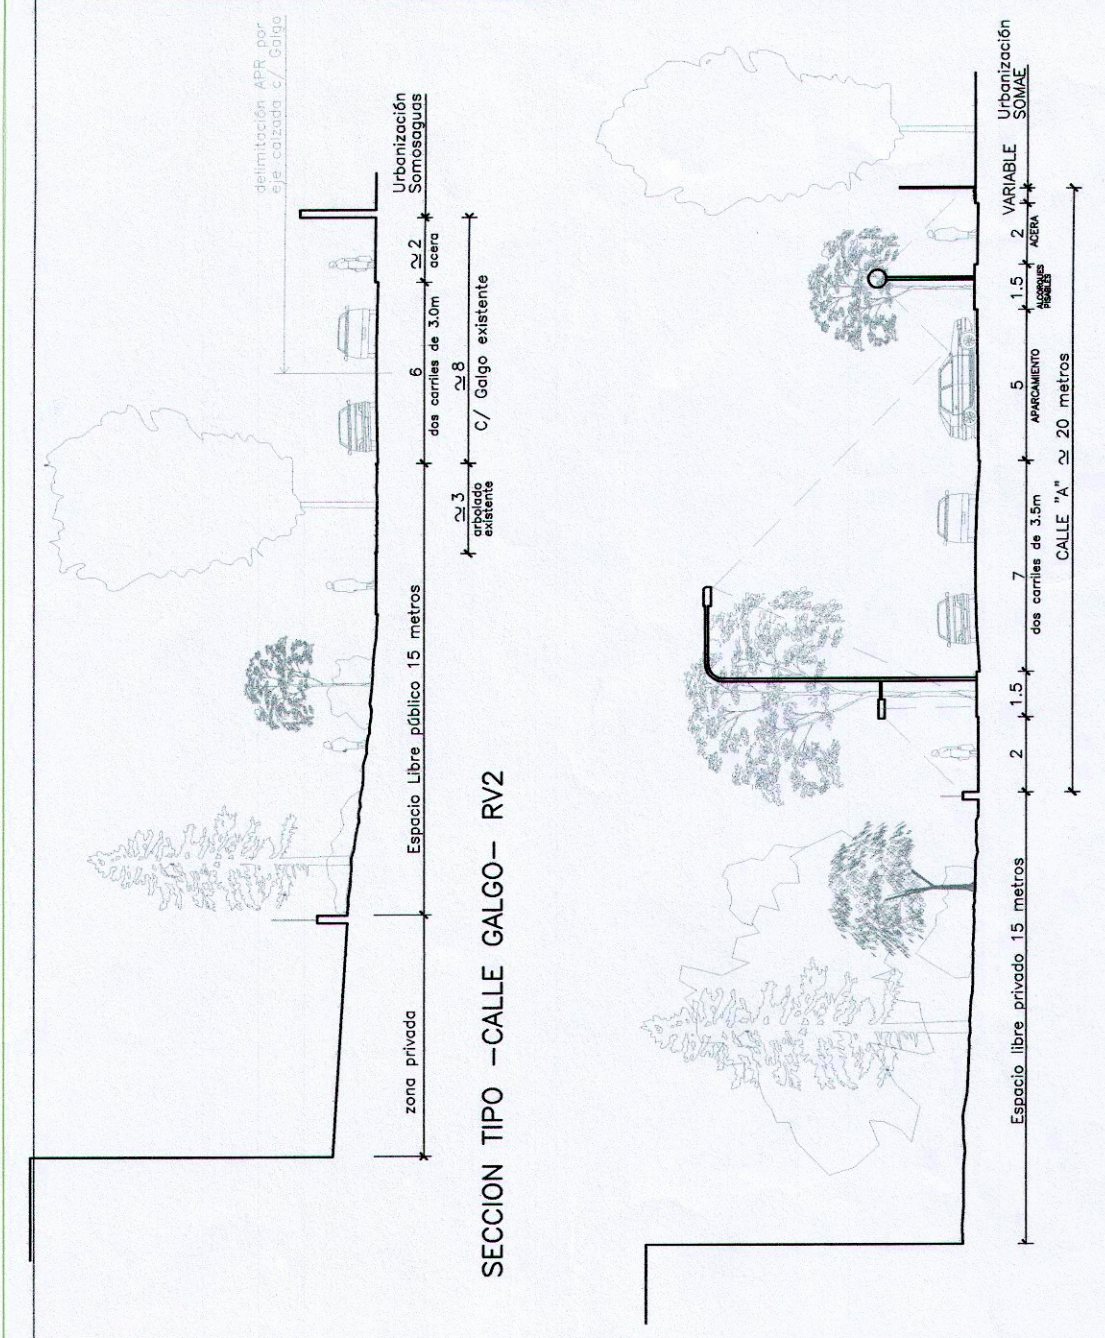 delimitación APR por
eje calzada c/ Galgo
Urbanización
Somosaguas
≃2
acera
6
dos carriles de 3.0m
≃8
C/ Galgo existente
≃3
arbolado
existente
Espacio Libre público 15 metros
zona privada
SECCION TIPO -CALLE GALGO- RV2
Urbanización
SOMAE
VARIABLE
2
ACERA
1.5
ALCORQUES
PISABLES
5
APARCAMIENTO
7
dos carriles de 3.5m
1.5
2
CALLE "A" ≃ 20 metros
Espacio libre privado 15 metros